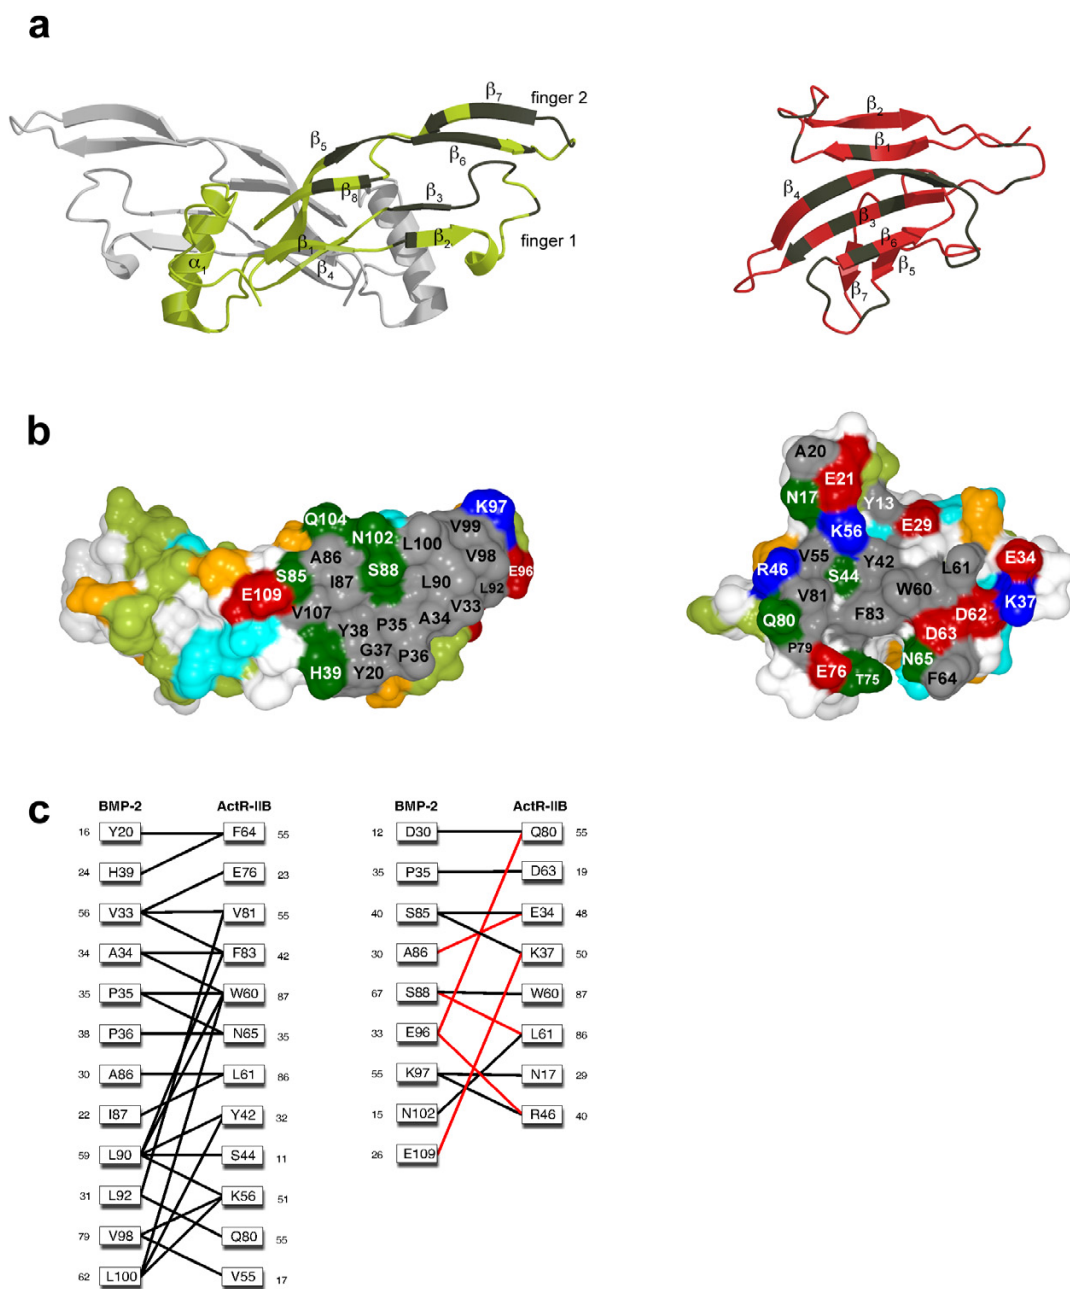 a
β7 finger 2
β5
β6
β8
β3
β1
β2
finger 1
α1
β4
β2
β1
β4
β3
β6
β5
β7
b
K97
Q104
N102
V99
L100
V98
A86
S85
S88
I87
L90
L92
E96
E109
V107
V33
A34
Y38
P35
G37
P36
H39
Y20
A20
E21
N17
Y13
K56
E29
V55
Y42
R46
S44
L61
E34
V81
W60
K37
F83
D62
Q80
D63
P79
N65
E76
T75
F64
c
BMP-2 ActR-IIB
16 Y20 F64 55
24 H39 E76 23
56 V33 V81 55
34 A34 F83 42
35 P35 W60 87
38 P36 N65 35
30 A86 L61 86
22 I87 Y42 32
59 L90 S44 11
31 L92 K56 51
79 V98 Q80 55
62 L100 V55 17
BMP-2 ActR-IIB
12 D30 Q80 55
35 P35 D63 19
40 S85 E34 48
30 A86 K37 50
67 S88 W60 87
33 E96 L61 86
55 K97 N17 29
15 N102 R46 40
26 E109